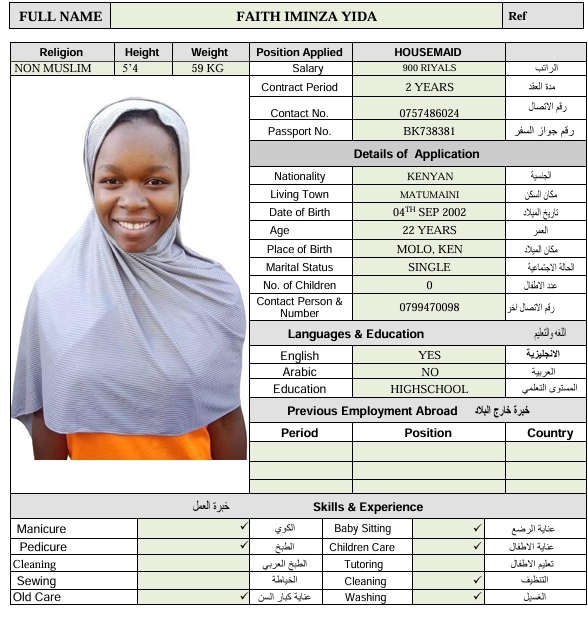 FULL NAME FAITH IMINZA YIDA Ref
Religion Height Weight Position Applied HOUSEMAID
NON MUSLIM 5’4 59 KG Salary 900 RIYALS الراتب
Contract Period 2 YEARS مدة العقد
Contact No. 0757486024 رقم الاتصال
Passport No. BK738381 رقم جواز السفر
Details of Application
Nationality KENYAN الجنسية
Living Town MATUMAINI مكان السكن
Date of Birth 04TH SEP 2002 تاريخ الميلاد
Age 22 YEARS العمر
Place of Birth MOLO, KEN مكان الميلاد
Marital Status SINGLE الحالة الاجتماعية
No. of Children 0 عدد الاطفال
Contact Person & Number 0799470098 رقم الاتصال اخر
Languages & Education اللغة والتعليم
English YES الانجليزية
Arabic NO العربية
Education HIGHSCHOOL المستوى التعلمي
Previous Employment Abroad خبرة خارج البلاد
Period Position Country
خبرة العمل Skills & Experience
Manicure ✓ الكوي Baby Sitting ✓ عناية الرضع
Pedicure ✓ الطبخ Children Care ✓ عناية الاطفال
Cleaning الطبخ العربي Tutoring تعليم الاطفال
Sewing الخياطة Cleaning ✓ التنظيف
Old Care ✓ عناية كبار السن Washing ✓ الغسيل